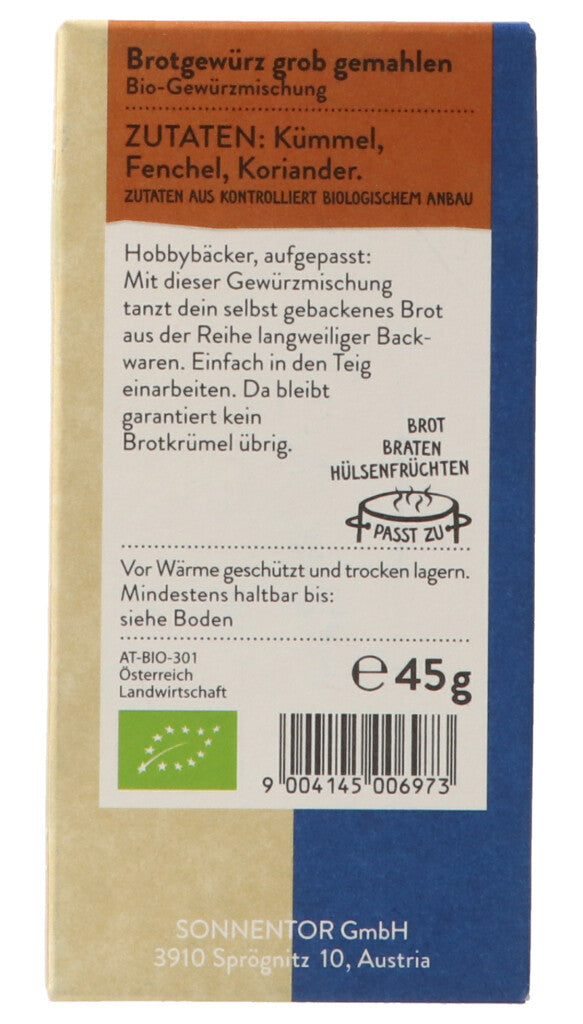 Brotgewürz grob gemahlen
Bio-Gewürzmischung
ZUTATEN: Kümmel,
Fenchel, Koriander.
ZUTATEN AUS KONTROLLIERT BIOLOGISCHEM ANBAU
Hobbybäcker, aufgepasst:
Mit dieser Gewürzmischung
tanzt dein selbst gebackenes Brot
aus der Reihe langweiliger Back-
waren. Einfach in den Teig
einarbeiten. Da bleibt
garantiert kein
Brotkrümel übrig.
BROT
BRATEN
HÜLSENFRÜCHTEN
PASST ZU
Vor Wärme geschützt und trocken lagern.
Mindestens haltbar bis:
siehe Boden
AT-BIO-301
Österreich
Landwirtschaft
℮ 45g
9 004145 006973
SONNENTOR GmbH
3910 Sprögnitz 10, Austria